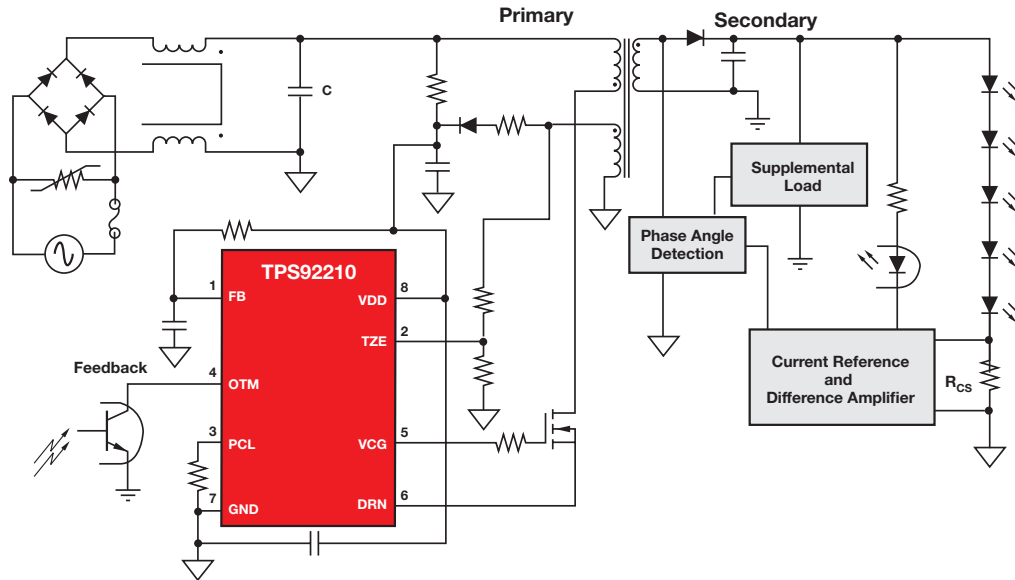 Primary
Secondary
C
Supplemental
Load
Phase Angle
Detection
TPS92210
1
FB
8
VDD
2
TZE
Feedback
4
OTM
3
PCL
5
VCG
6
DRN
7
GND
Current Reference
and
Difference Amplifier
RCS